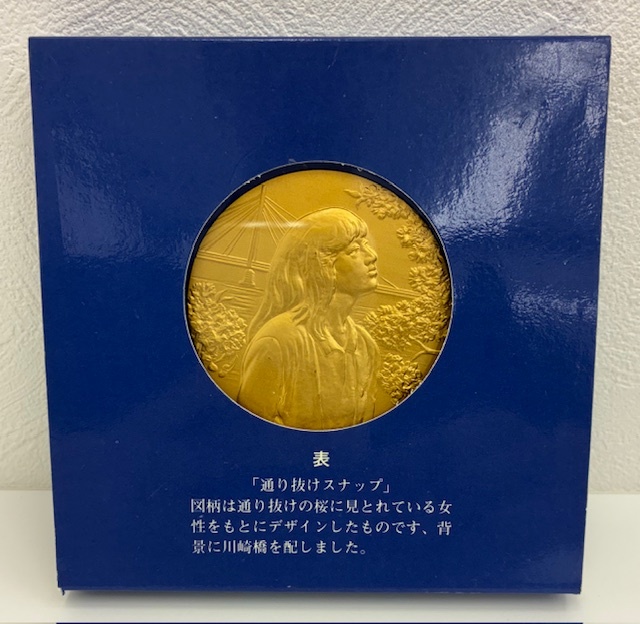 表
「通り抜けスナップ」
図柄は通り抜けの桜に見とれている女
性をもとにデザインしたものです、背
景に川崎橋を配しました。